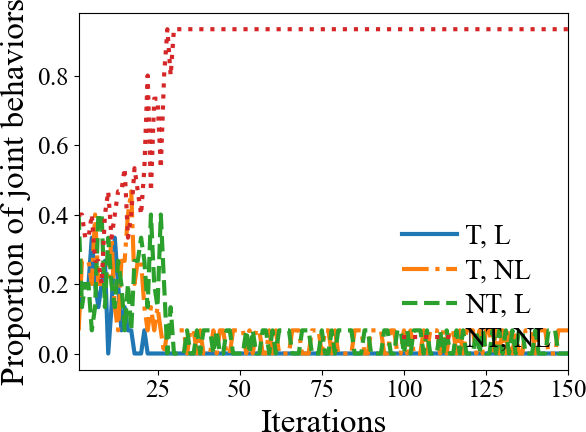 Proportion of joint behaviors
0.8
0.6
0.4
0.2
0.0
T, L
T, NL
NT, L
NT, NL
25
50
75
100
125
150
Iterations